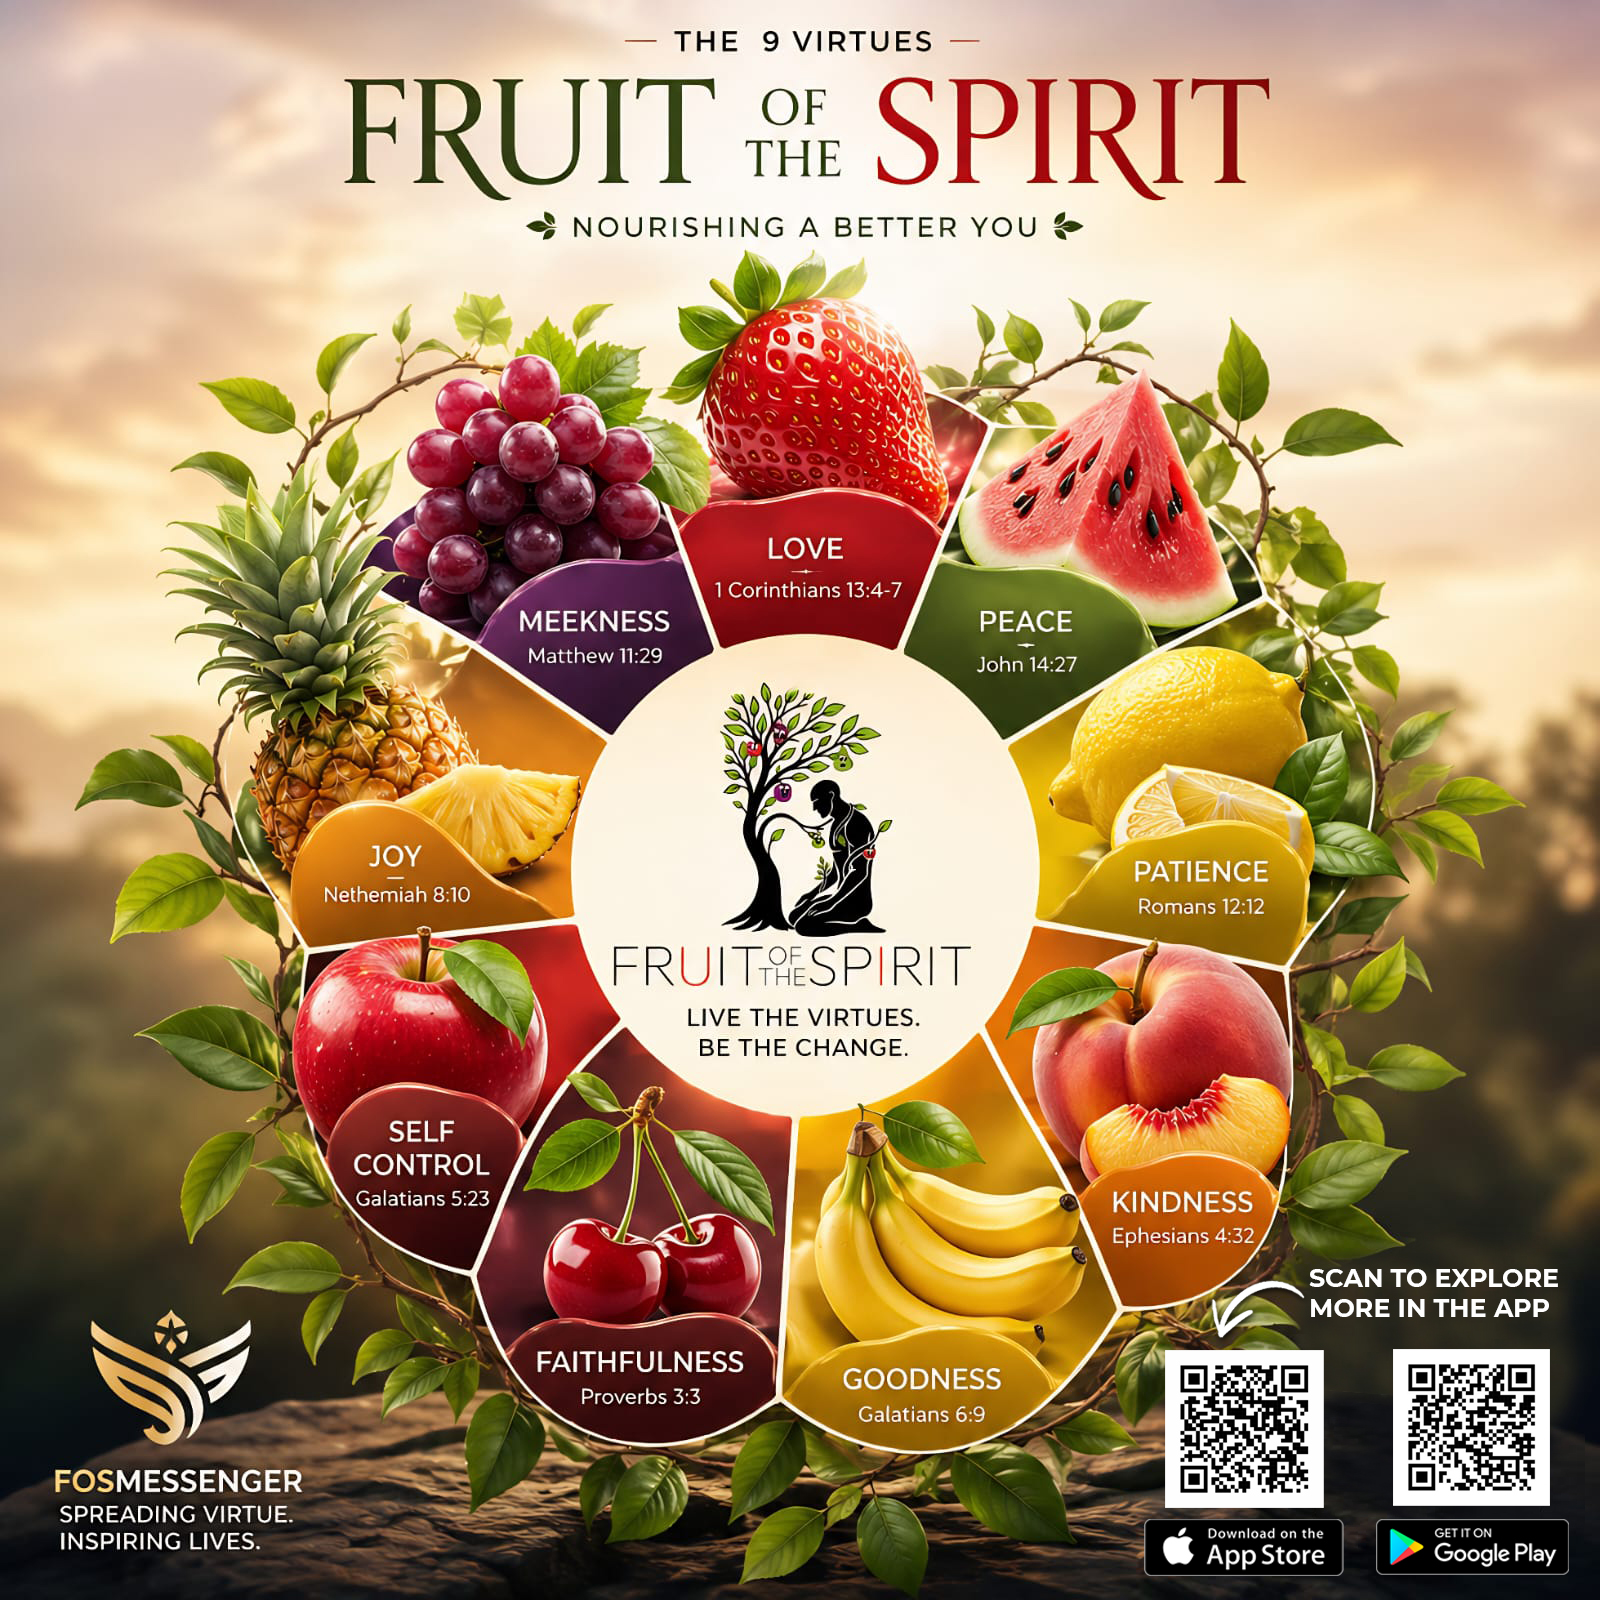 THE 9 VIRTUES
FRUIT OF THE SPIRIT
NOURISHING A BETTER YOU
LOVE
1 Corinthians 13:4-7
PEACE
John 14:27
PATIENCE
Romans 12:12
KINDNESS
Ephesians 4:32
GOODNESS
Galatians 6:9
FAITHFULNESS
Proverbs 3:3
SELF
CONTROL
Galatians 5:23
JOY
Nethemiah 8:10
MEEKNESS
Matthew 11:29
FRUIT OF THE SPIRIT
LIVE THE VIRTUES.
BE THE CHANGE.
FOSMESSENGER
SPREADING VIRTUE.
INSPIRING LIVES.
SCAN TO EXPLORE
MORE IN THE APP
Download on the
App Store
GET IT ON
Google Play